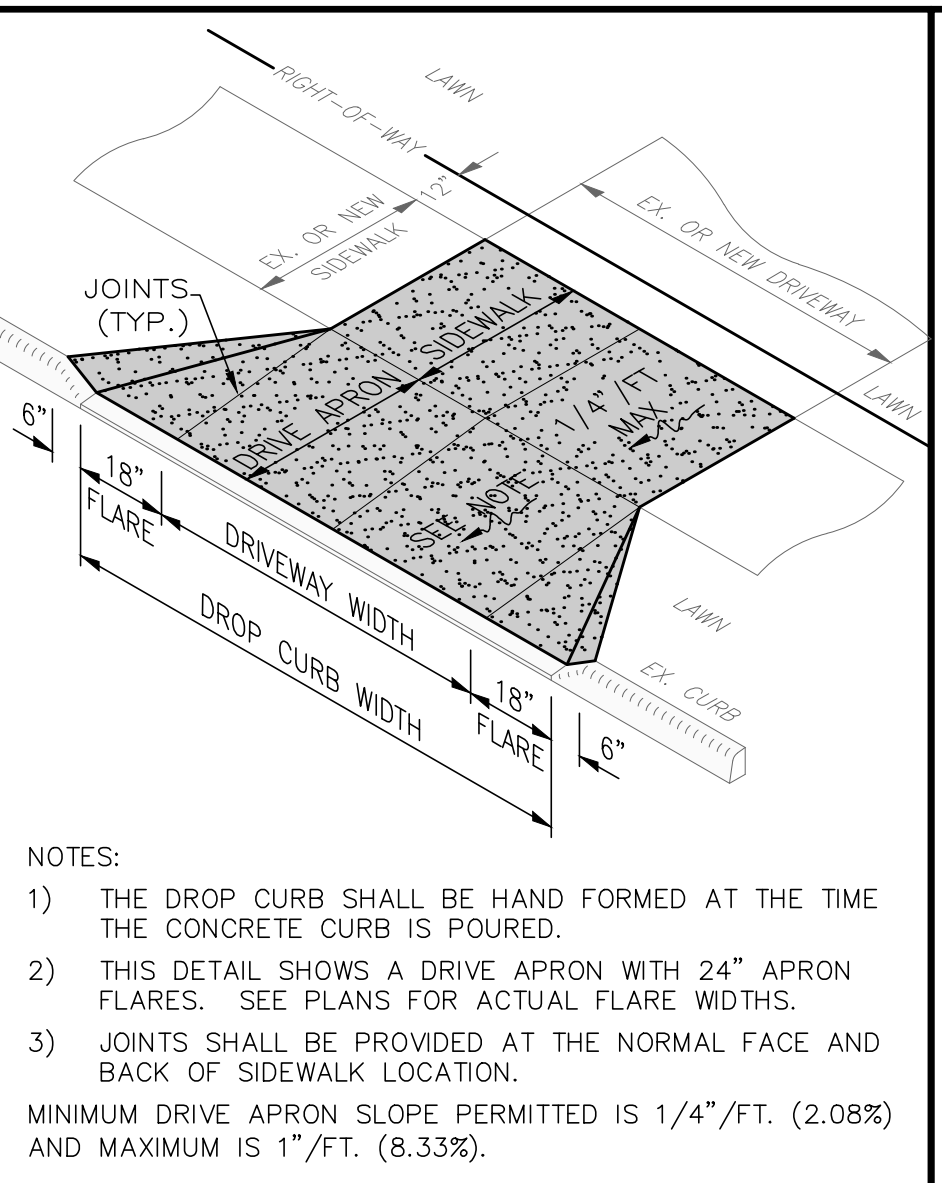 LAWN
RIGHT-OF-WAY
12"
EX. OR NEW
SIDEWALK
EX. OR NEW DRIVEWAY
JOINTS
(TYP.)
SIDEWALK
DRIVE APRON
1/4"/FT
MAX
LAWN
SEE NOTE
6"
18"
FLARE
DRIVEWAY WIDTH
DROP CURB WIDTH
18"
FLARE
6"
LAWN
EX. CURB
NOTES:
1) THE DROP CURB SHALL BE HAND FORMED AT THE TIME
THE CONCRETE CURB IS POURED.
2) THIS DETAIL SHOWS A DRIVE APRON WITH 24" APRON
FLARES. SEE PLANS FOR ACTUAL FLARE WIDTHS.
3) JOINTS SHALL BE PROVIDED AT THE NORMAL FACE AND
BACK OF SIDEWALK LOCATION.
MINIMUM DRIVE APRON SLOPE PERMITTED IS 1/4"/FT. (2.08%)
AND MAXIMUM IS 1"/FT. (8.33%).